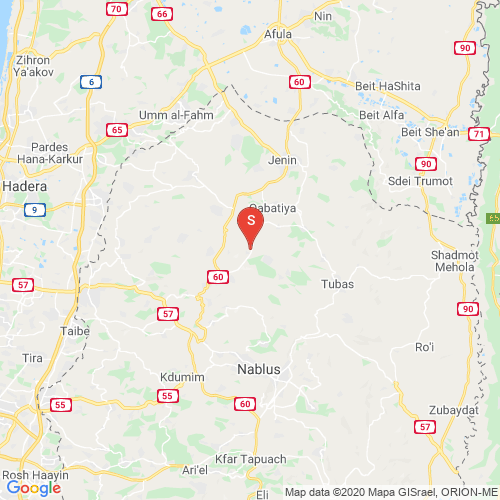 70
66
Nin
Afula
90
Zihron
Ya'akov
6
60
Beit HaShita
Umm al-Fahm
Beit Alfa
65
Beit She'an
71
Pardes
Hana-Karkur
Jenin
90
Hadera
Sdei Trumot
9
Qabatiya
S
65
Shadmot
Mehola
60
57
Tubas
57
90
Taibe
Ro'i
Tira
Nablus
Kdumim
55
55
60
Zubaydat
57
Kfar Tapuach
Ari'el
Rosh Haayin
Google
Eli
Map data ©2020 Mapa GISrael, ORION-ME